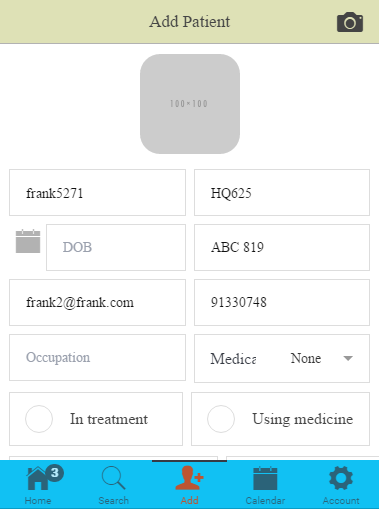 Add Patient
100×100
frank5271
HQ625
DOB
ABC 819
frank2@frank.com
91330748
Occupation
Medica
None
In treatment
Using medicine
3
Home
Search
Add
Calendar
Account